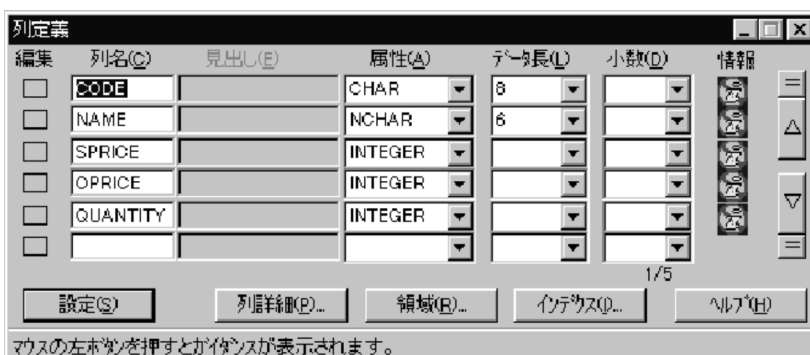 列定義
編集 列名(C) 見出し(E) 属性(A) ﾃﾞｰﾀ長(L) 小数(D) 情報
CODE CHAR 8
NAME NCHAR 6
SPRICE INTEGER
OPRICE INTEGER
QUANTITY INTEGER
1/5
設定(S) 列詳細(P)... 領域(R)... ｲﾝﾃﾞｯｸｽ(I)... ﾍﾙﾌﾟ(H)
ﾏｳｽの左ﾎﾞﾀﾝを押すとｶﾞｲﾀﾞﾝｽが表示されます。